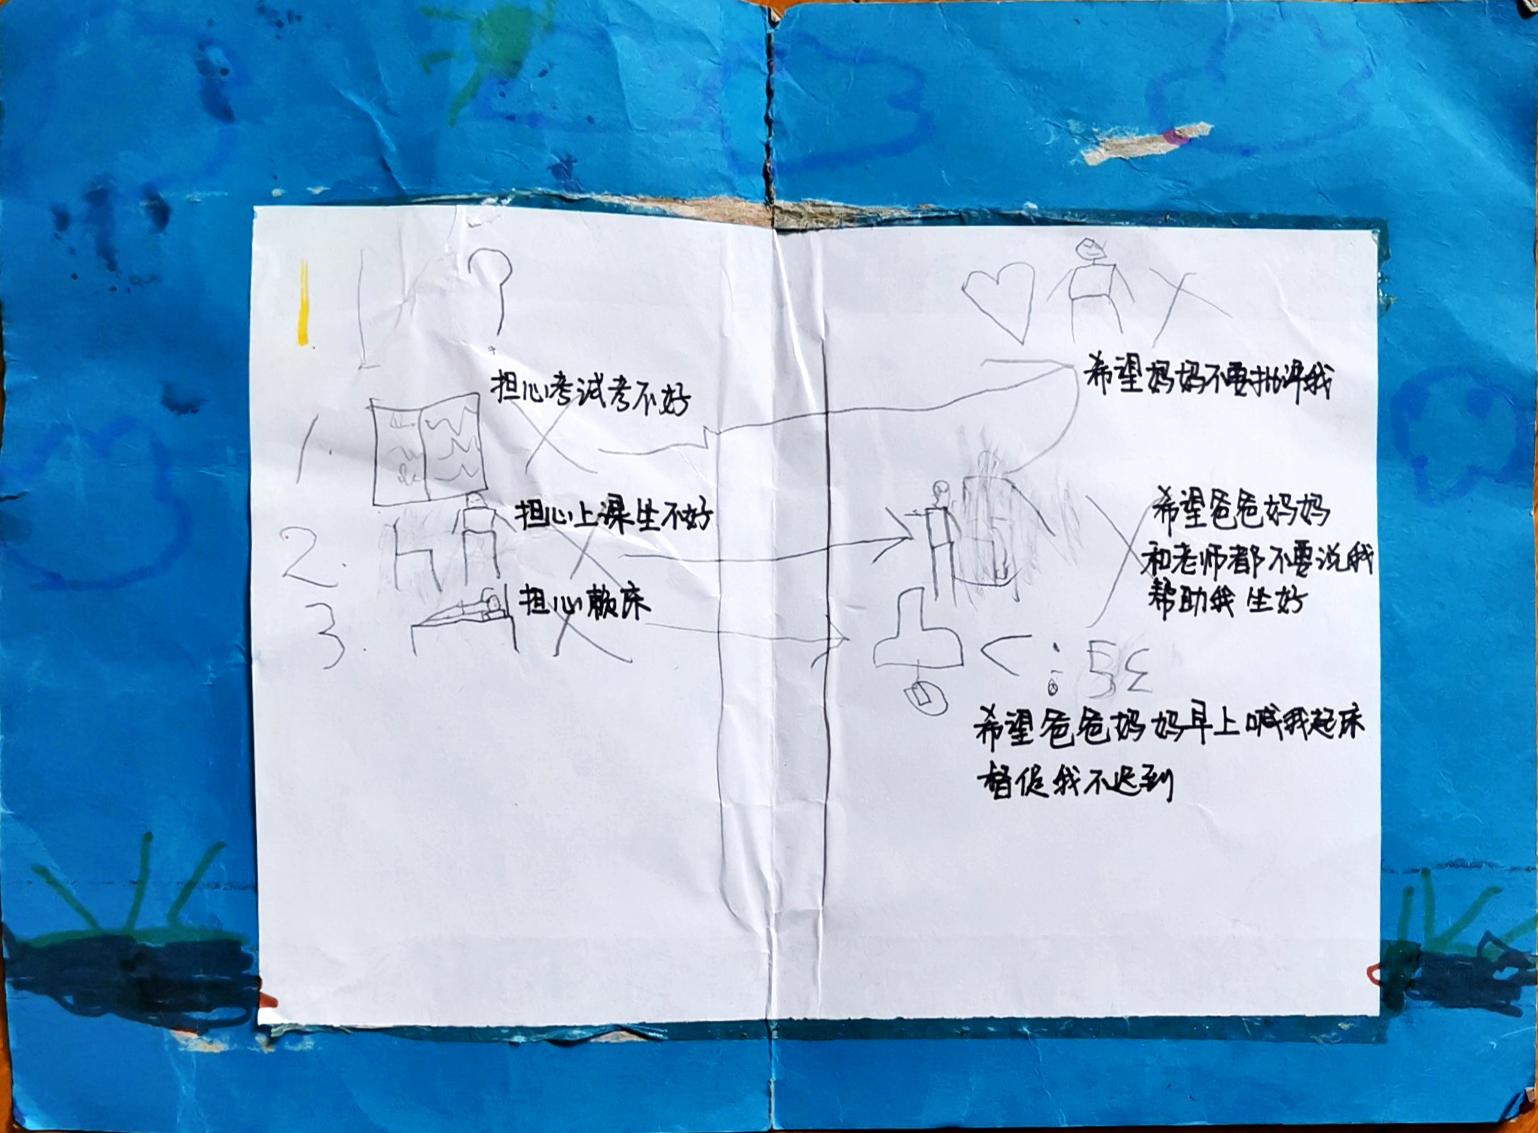 ?
1.
担心考试考不好
2.
担心上课坐不好
3.
担心赖床
希望妈妈不要批评我
希望爸爸妈妈
和老师都不要说我
帮助我坐好
希望爸爸妈妈早上喊我起床
督促我不迟到